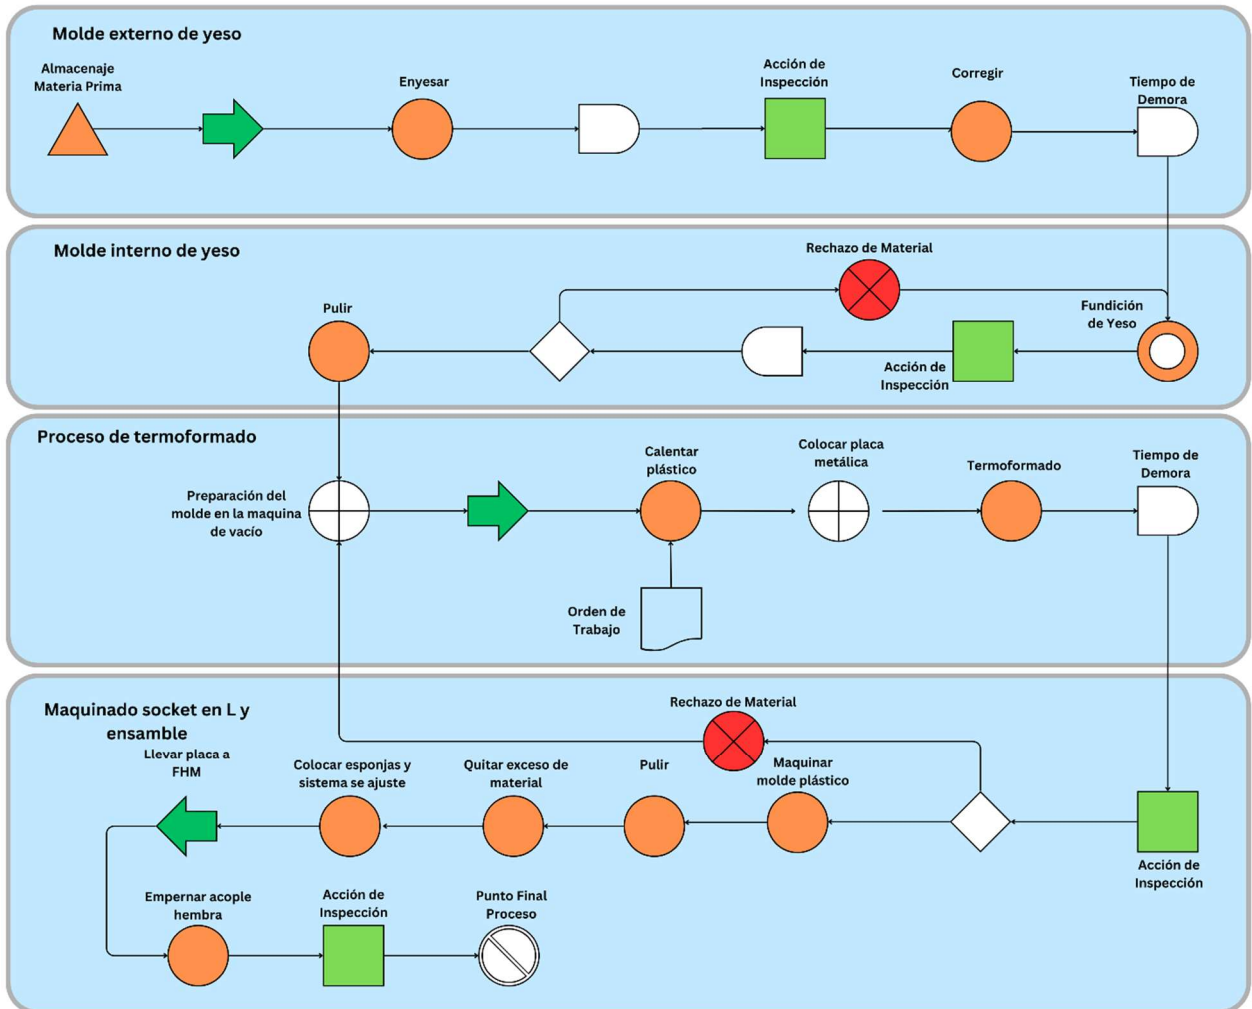 Molde externo de yeso
Almacenaje
Materia Prima
Enyesar
Acción de
Inspección
Corregir
Tiempo de
Demora
Molde interno de yeso
Rechazo de Material
Pulir
Fundición
de Yeso
Acción de
Inspección
Proceso de termoformado
Preparación del
molde en la maquina
de vacío
Calentar
plástico
Colocar placa
metálica
Termoformado
Tiempo de
Demora
Orden de
Trabajo
Maquinado socket en L y
ensamble
Rechazo de Material
Llevar placa a
FHM
Colocar esponjas y
sistema se ajuste
Quitar exceso de
material
Pulir
Maquinar
molde plástico
Acción de
Inspección
Empernar acople
hembra
Acción de
Inspección
Punto Final
Proceso